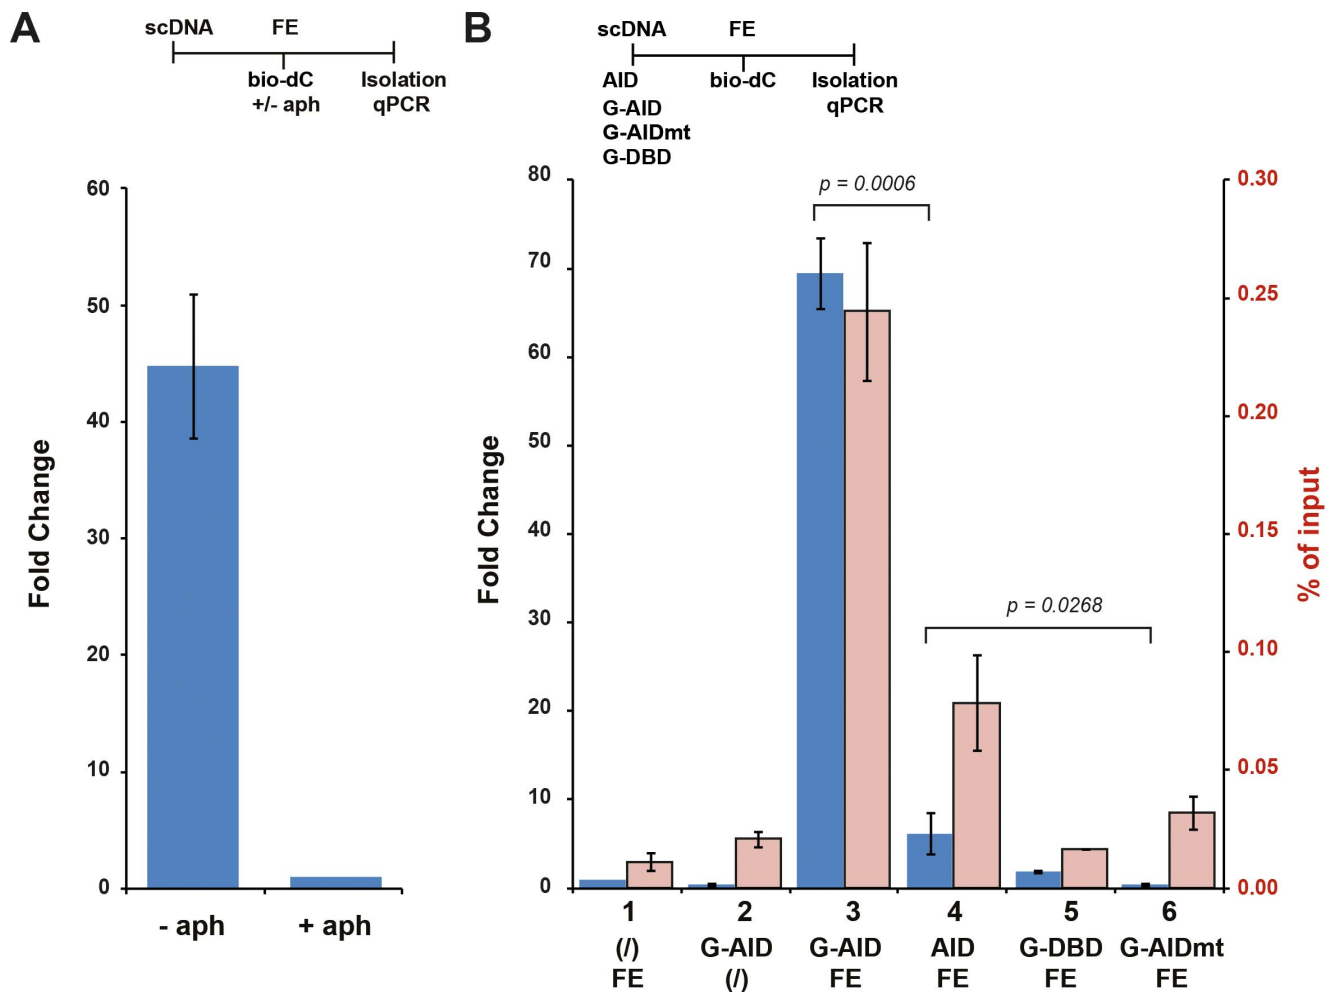 A
scDNA FE
bio-dC Isolation
+/- aph qPCR
60
50
40
30
20
10
0
Fold Change
- aph + aph
B
scDNA FE
AID bio-dC Isolation
G-AID qPCR
G-AIDmt
G-DBD
80
70
60
50
40
30
20
10
0
Fold Change
p = 0.0006
p = 0.0268
0.30
0.25
0.20
0.15
0.10
0.05
0.00
% of input
1 2 3 4 5 6
(/) G-AID G-AID AID G-DBD G-AIDmt
FE (/) FE FE FE FE